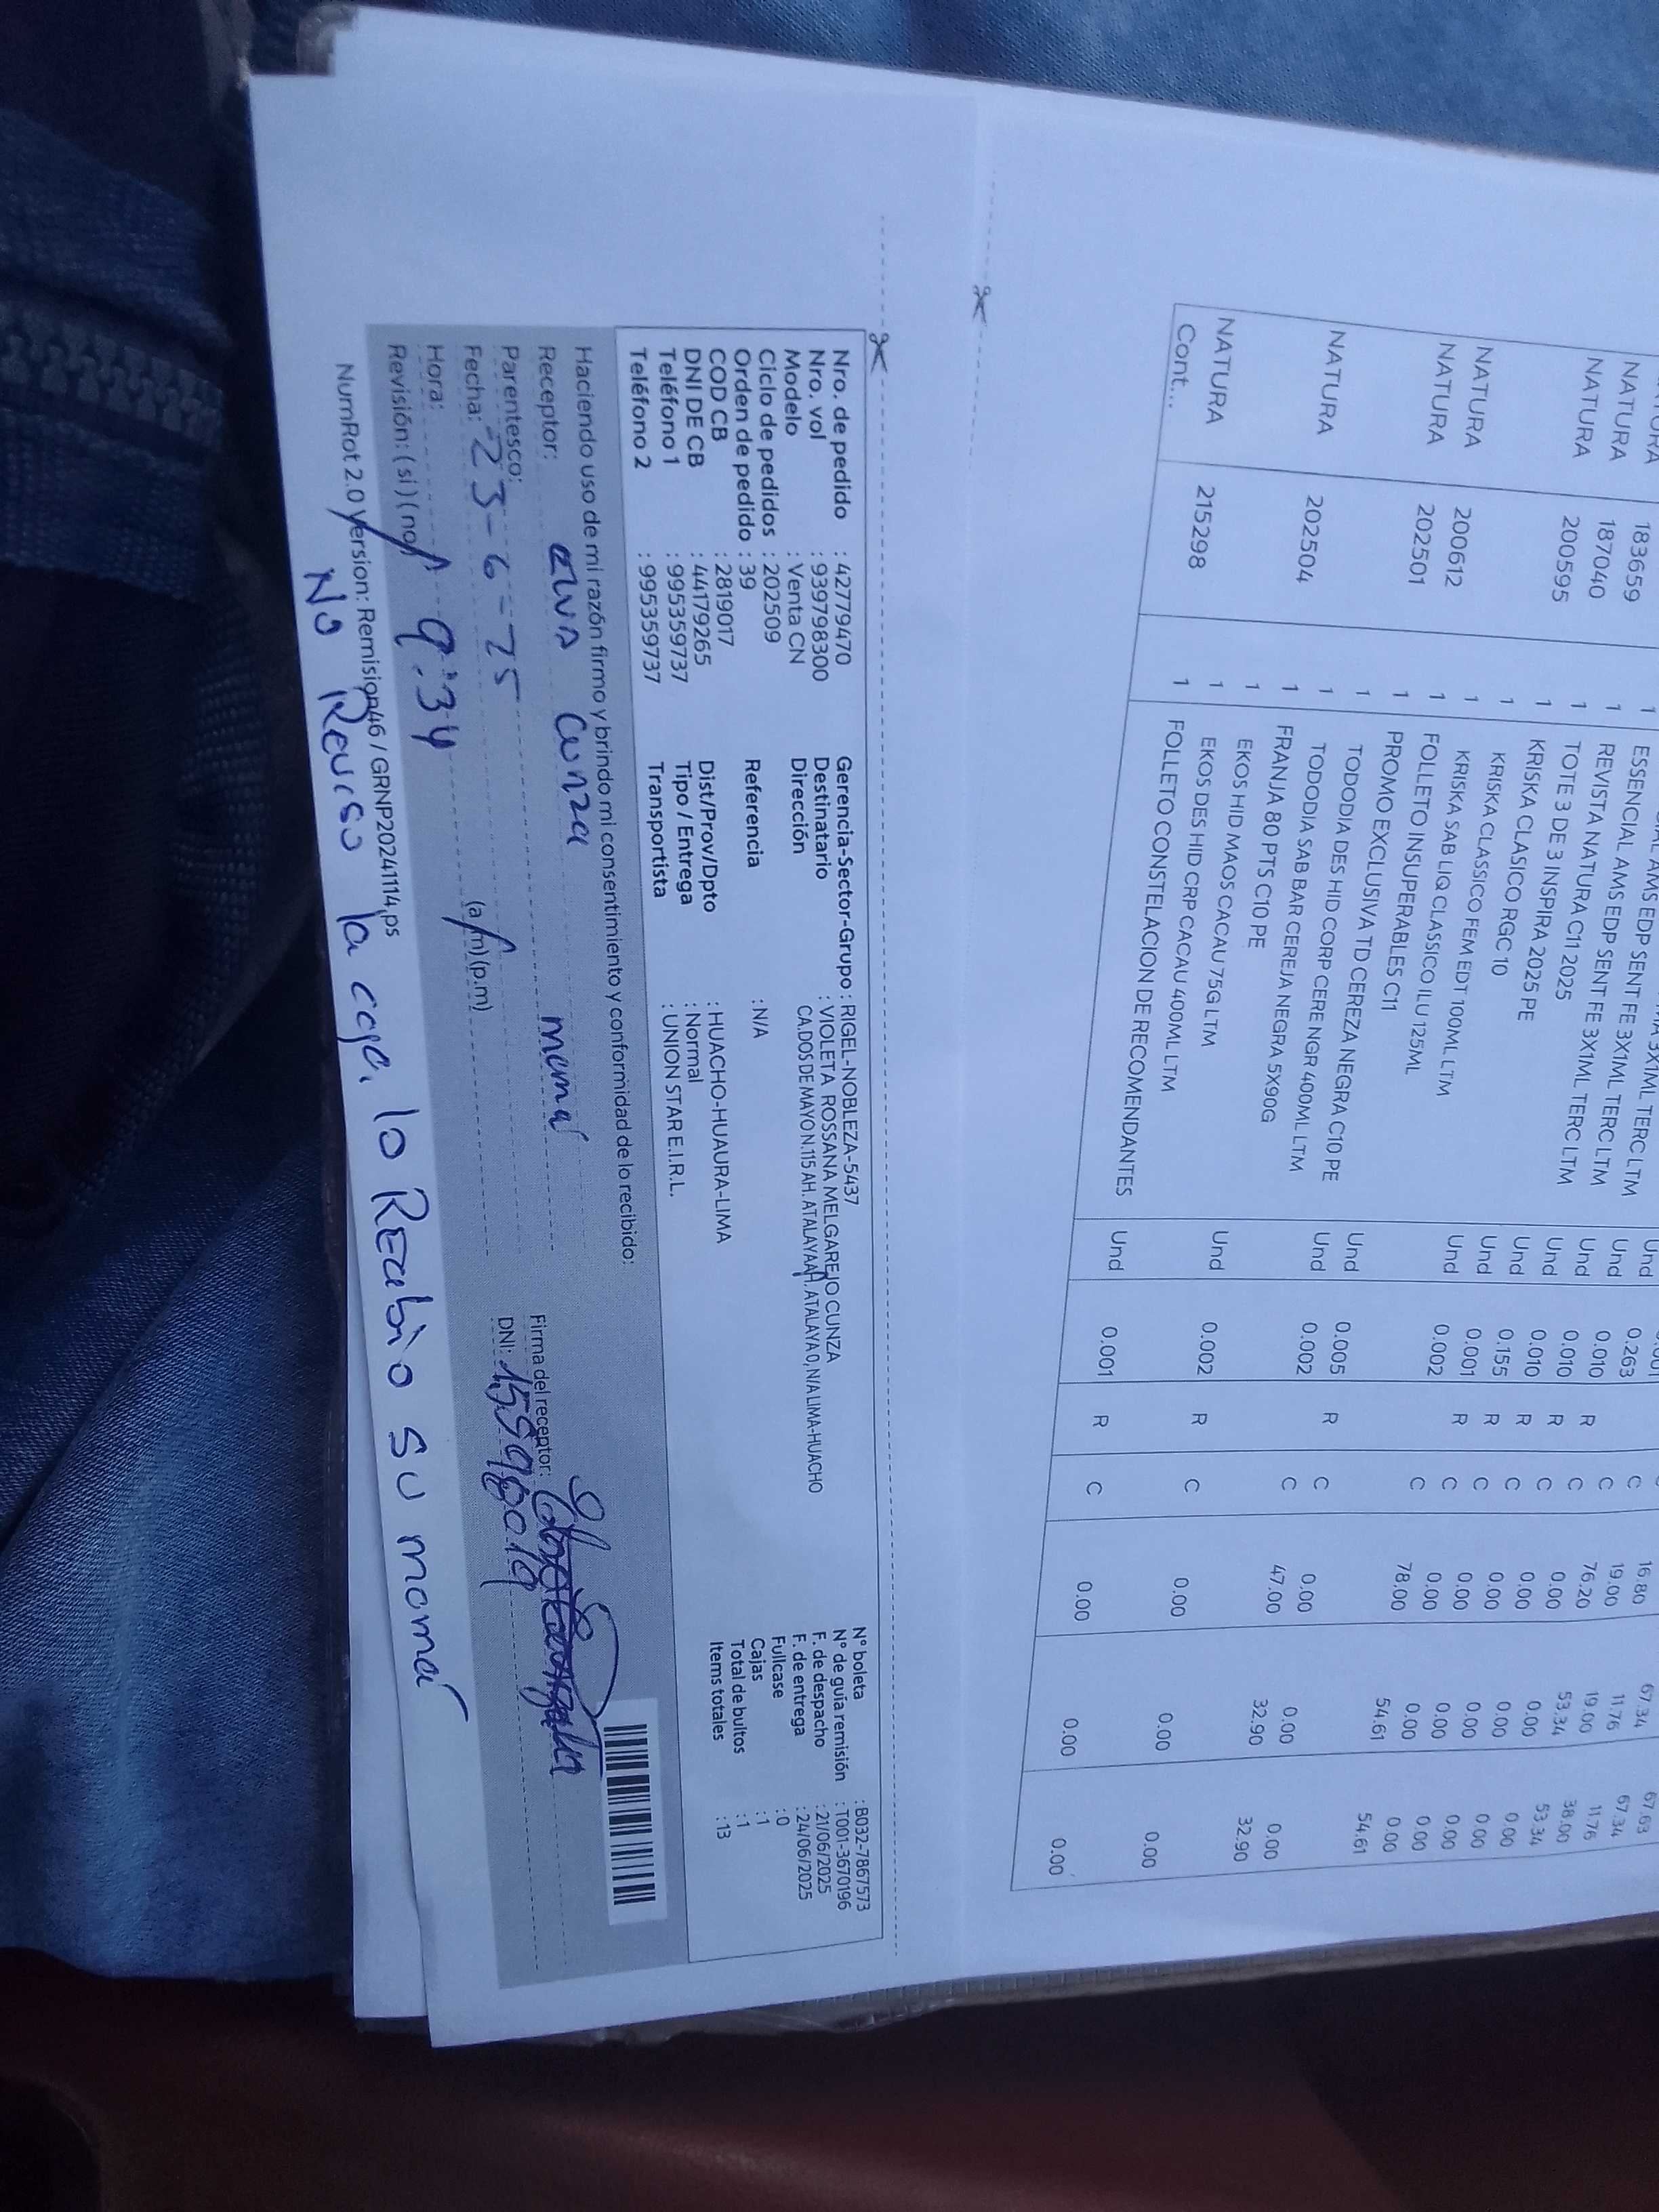 NATURA 183659 1 ESSENCIAL AMS EDP SENT FE 3X1ML TERC LTM Und 0.263 C 16.80 67.34 67.63
NATURA 187040 1 REVISTA NATURA C11 2025 Und 0.010 R C 19.00 11.76 67.34
NATURA 200595 1 TOTE 3 DE 3 INSPIRA 2025 Und 0.010 R C 76.20 19.00 11.76
1 KRISKA CLASICO RGC 10 Und 0.010 R C 0.00 53.34 38.00
NATURA 200612 1 KRISKA CLASSICO FEM EDT 100ML LTM Und 0.155 R C 0.00 0.00 53.34
NATURA 202501 1 KRISKA SAB LIQ CLASSICO ILU 125ML Und 0.001 R C 0.00 0.00 0.00
1 FOLLETO INSUPERABLES C11 Und 0.002 C 0.00 0.00 0.00
1 PROMO EXCLUSIVA TD CEREZA NEGRA C10 PE 78.00 0.00 0.00
NATURA 202504 1 TODODIA DES HID CORP CERE NGR 400ML LTM Und 0.005 R C 0.00 54.61 0.00
1 TODODIA SAB BAR CEREJA NEGRA 5X90G Und 0.002 C 47.00 0.00 54.61
1 FRANJA 80 PTS C10 PE
NATURA 1 EKOS HID MAOS CACAU 75G LTM Und 0.002 R C 0.00 32.90 0.00
Cont... 215298 1 EKOS DES HID CRP CACAU 400ML LTM 0.00 32.90
1 FOLLETO CONSTELACION DE RECOMENDANTES Und 0.001 R C 0.00 0.00 0.00
Nro. de pedido : 42779470 Gerencia-Sector-Grupo : RIGEL-NOBLEZA-5437 N° boleta : B032-7867573
Nro. vol : 9397798300 Destinatario : VIOLETA ROSSANA MELGAREJO CUNZA N° de guía remisión : T001-3670196
Modelo : Venta CN Dirección CA.DOS DE MAYO N.115 AH. ATALAYAAH. ATALAYA 0, N/A LIMA-HUACHO F. de despacho : 21/06/2025
Ciclo de pedidos : 202509 F. de entrega : 24/06/2025
Orden de pedido : 39 Referencia : N/A Fullcase : 0
COD CB : 2819017 Cajas : 1
DNI DE CB : 44179265 Dist/Prov/Dpto : HUACHO-HUAURA-LIMA Total de bultos : 1
Teléfono 1 : 995359737 Tipo / Entrega : Normal Items totales : 13
Teléfono 2 : 995359737 Transportista : UNION STAR E.I.R.L.
Haciendo uso de mi razón firmo y brindo mi consentimiento y conformidad de lo recibido:
Receptor: ELVA Cunza mamá
Parentesco: Firma del receptor:
Fecha: 23-6-25 DNI:
Hora: 9:34 (a.m) (p.m)
Revisión: (si) (no)
NumRot 2.0 Version: Remision46 / GRNP20241114.ps
No Reviso la caja, lo Recibio su mamá